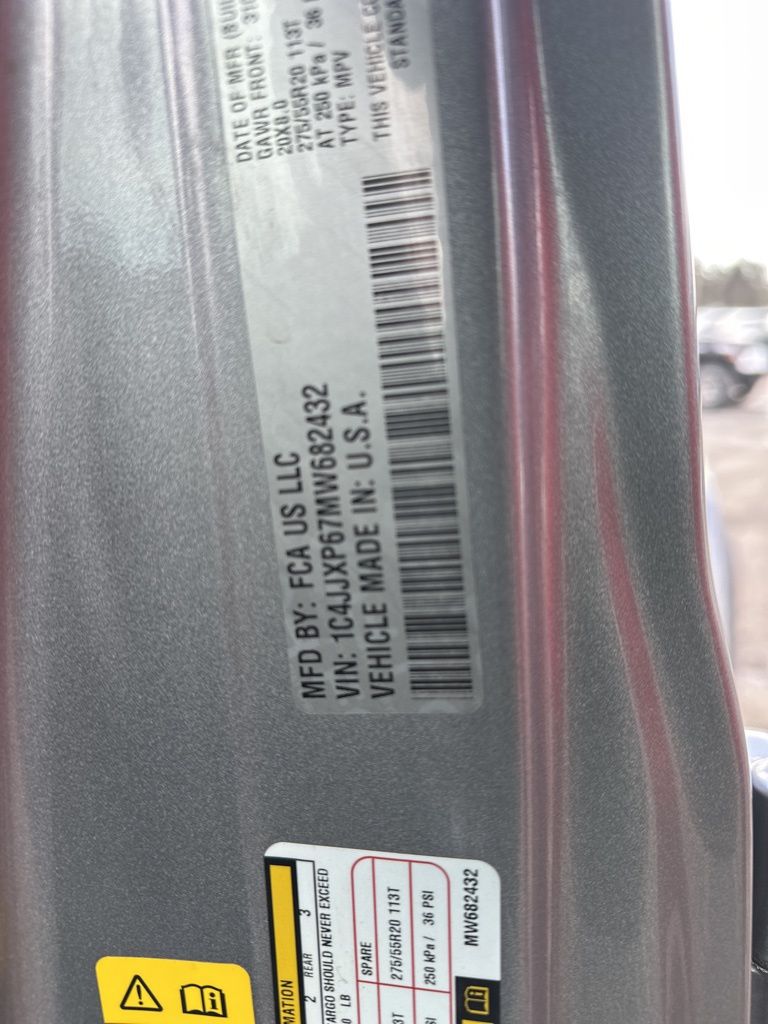 MFD BY: FCA US LLC
VIN: 1C4JJXP67MW682432
VEHICLE MADE IN: U.S.A.
DATE OF MFR
GAWR FRONT:
20X8.0
275/55R20 113T
AT 250 kPa / 36
TYPE: MPV
THIS VEHICLE
2 REAR 3
SHOULD NEVER EXCEED
LB
SPARE
275/55R20 113T
250 kPa / 36 PSI
MW682432